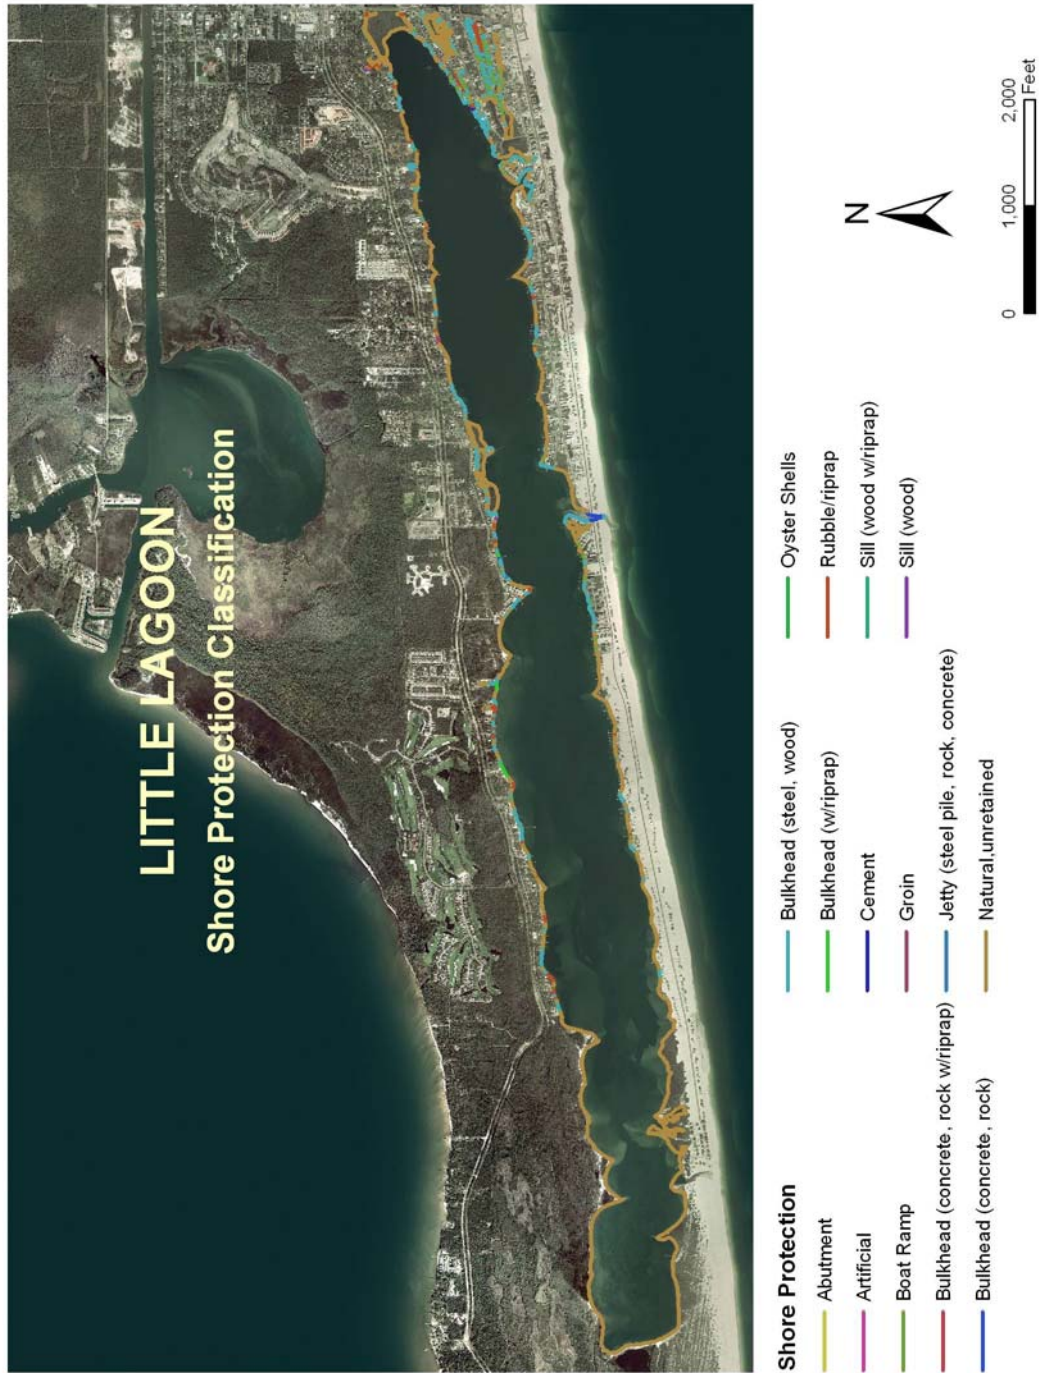 LITTLE LAGOON
Shore Protection Classification
N
0 1,000 2,000
Feet
Shore Protection
Abutment
Artificial
Boat Ramp
Bulkhead (concrete, rock w/riprap)
Bulkhead (concrete, rock)
Bulkhead (steel, wood)
Bulkhead (w/riprap)
Cement
Groin
Jetty (steel pile, rock, concrete)
Natural,unretained
Oyster Shells
Rubble/riprap
Sill (wood w/riprap)
Sill (wood)